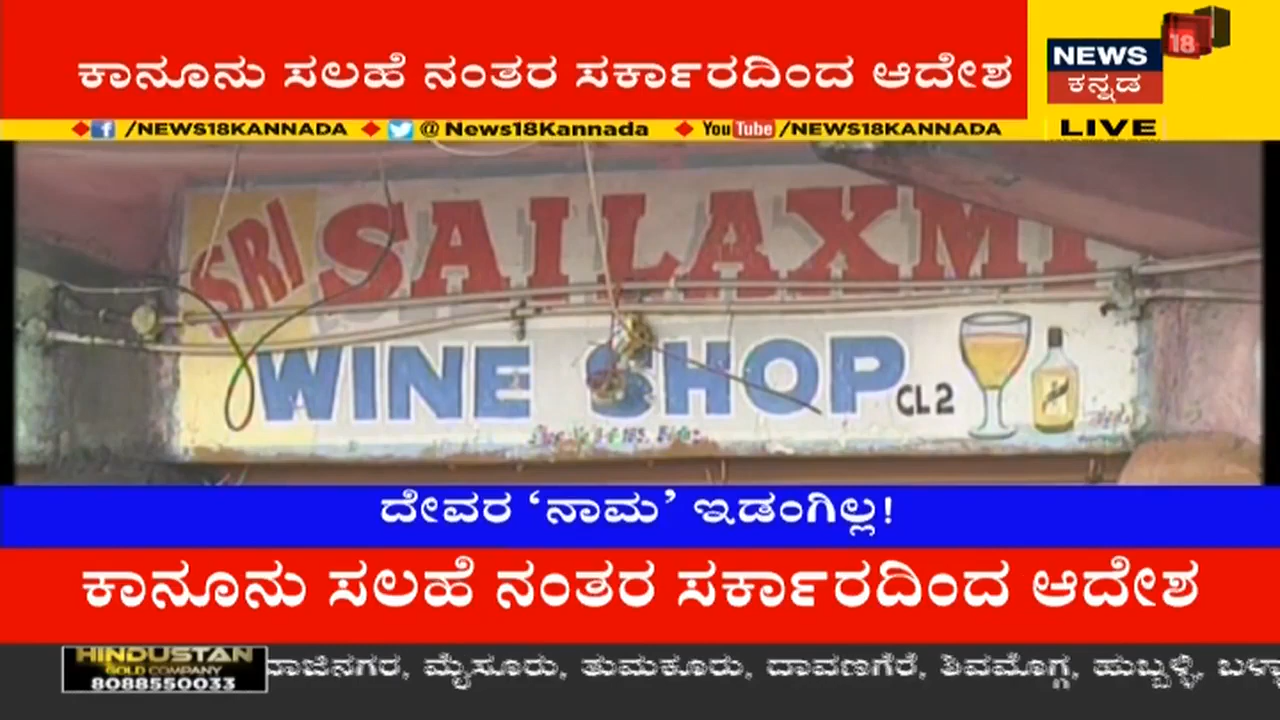 ಕಾನೂನು ಸಲಹೆ ನಂತರ ಸರ್ಕಾರದಿಂದ ಆದೇಶ
NEWS
18
ಕನ್ನಡ
/NEWS18KANNADA @News18Kannada YouTube /NEWS18KANNADA
LIVE
SRI SAILAXMI
WINE SHOP CL2
ದೇವರ ‘ನಾಮ’ ಇಡಂಗಿಲ್ಲ!
ಕಾನೂನು ಸಲಹೆ ನಂತರ ಸರ್ಕಾರದಿಂದ ಆದೇಶ
HINDUSTAN
GOLD COMPANY
8088550033
ಮೈಸೂರು, ತುಮಕೂರು, ದಾವಣಗೆರೆ, ಶಿವಮೊಗ್ಗ, ಹುಬ್ಬಳ್ಳಿ,